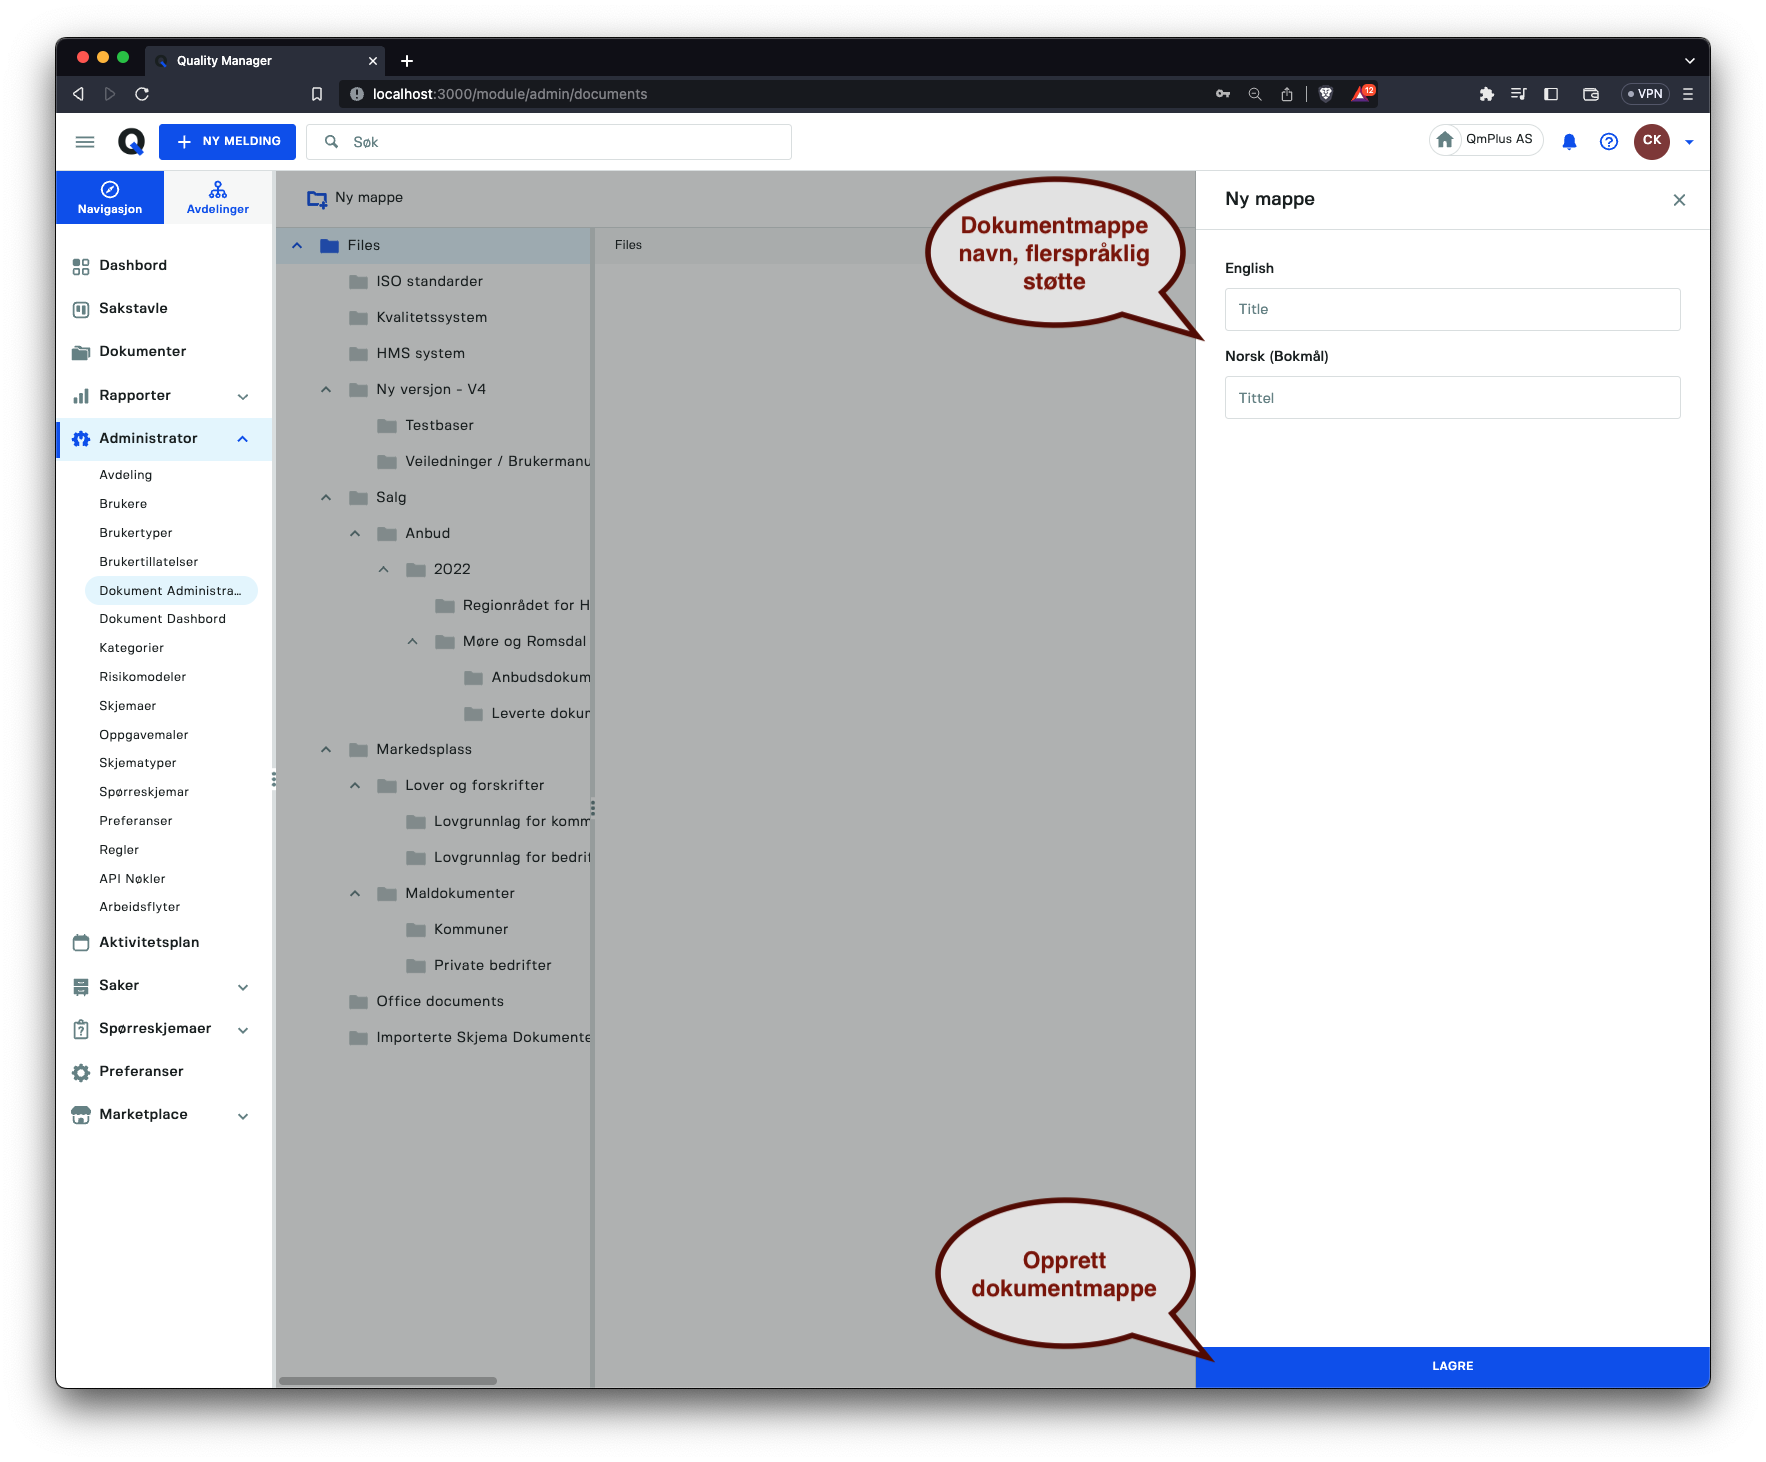 Quality Manager
localhost:3000/module/admin/documents
12
VPN
NY MELDING
Søk
QmPlus AS
CK
Navigasjon
Avdelinger
Dashbord
Sakstavle
Dokumenter
Rapporter
Administrator
Avdeling
Brukere
Brukertyper
Brukertillatelser
Dokument Administra...
Dokument Dashbord
Kategorier
Risikomodeler
Skjemaer
Oppgavemaler
Skjematyper
Spørreskjemar
Preferanser
Regler
API Nøkler
Arbeidsflyter
Aktivitetsplan
Saker
Spørreskjemaer
Preferanser
Marketplace
Ny mappe
Files
ISO standarder
Kvalitetssystem
HMS system
Ny versjon - V4
Testbaser
Veiledninger / Brukermanu
Salg
Anbud
2022
Regionrådet for H
Møre og Romsdal
Anbudsdokum
Leverte dokur
Markedsplass
Lover og forskrifter
Lovgrunnlag for komm
Lovgrunnlag for bedrif
Maldokumenter
Kommuner
Private bedrifter
Office documents
Importerte Skjema Dokumente
Files
Dokumentmappe
navn, flerspråklig
støtte
Opprett
dokumentmappe
Ny mappe
English
Title
Norsk (Bokmål)
Tittel
LAGRE